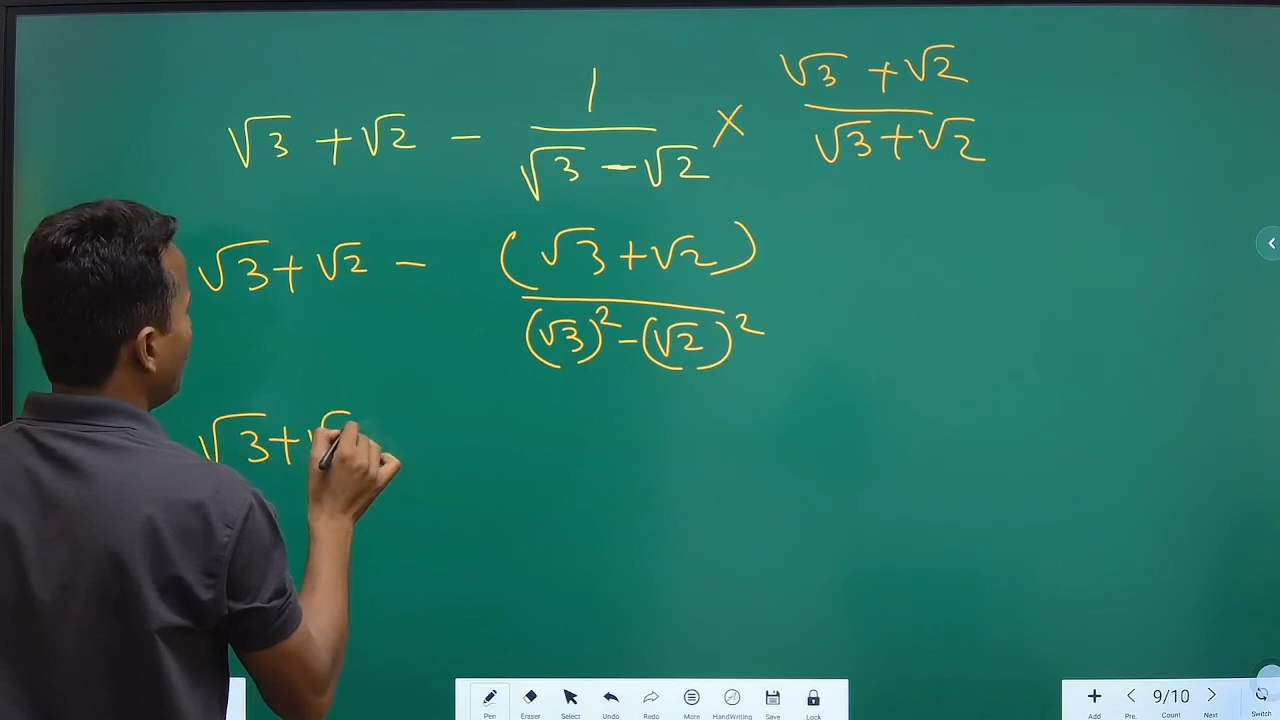 √3 + √2 − 1/(√3 − √2) × (√3 + √2)/(√3 + √2)
√3 + √2 − (√3 + √2)/((√3)² − (√2)²)
√3 + √
Pen Eraser Select Undo Redo More HandWriting Save Lock
Add Pre. 9/10 Count Next Switch